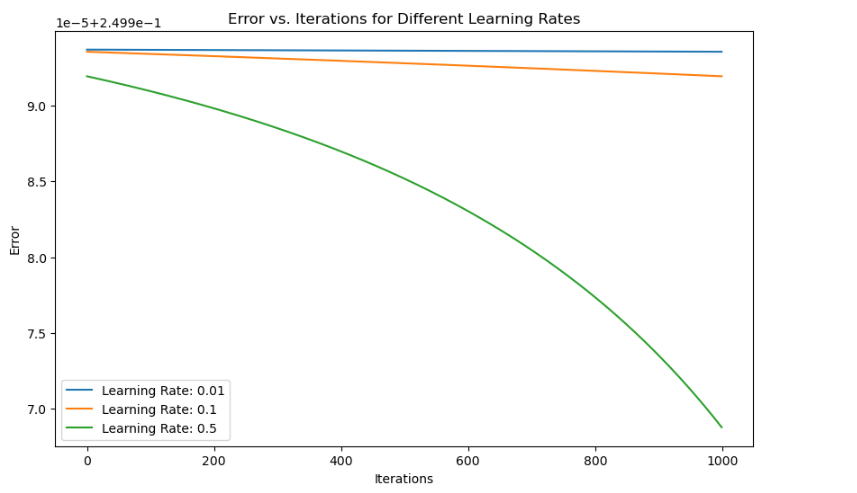 Error vs. Iterations for Different Learning Rates
1e−5+2.499e−1
9.0
8.5
8.0
7.5
7.0
Error
Learning Rate: 0.01
Learning Rate: 0.1
Learning Rate: 0.5
0 200 400 600 800 1000
Iterations